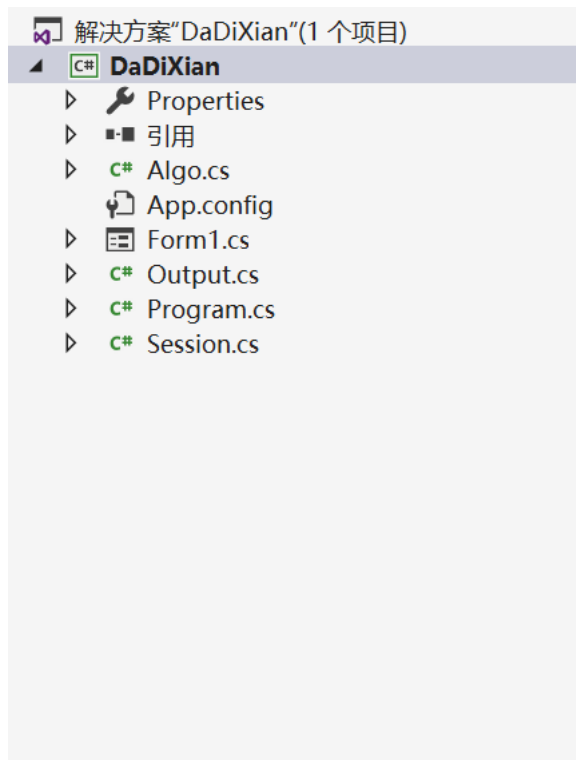 解决方案"DaDiXian"(1 个项目)
C# DaDiXian
Properties
引用
C# Algo.cs
App.config
Form1.cs
C# Output.cs
C# Program.cs
C# Session.cs